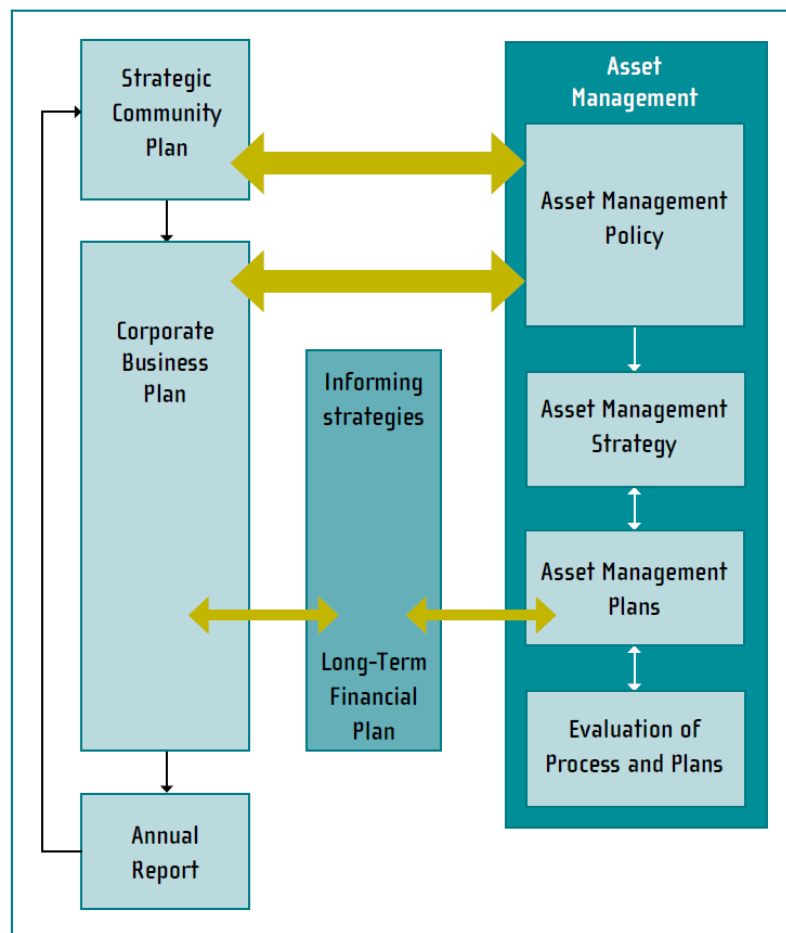 Strategic
Community
Plan
Corporate
Business
Plan
Annual
Report
Informing
strategies
Long-Term
Financial
Plan
Asset
Management
Asset Management
Policy
Asset Management
Strategy
Asset Management
Plans
Evaluation of
Process and Plans